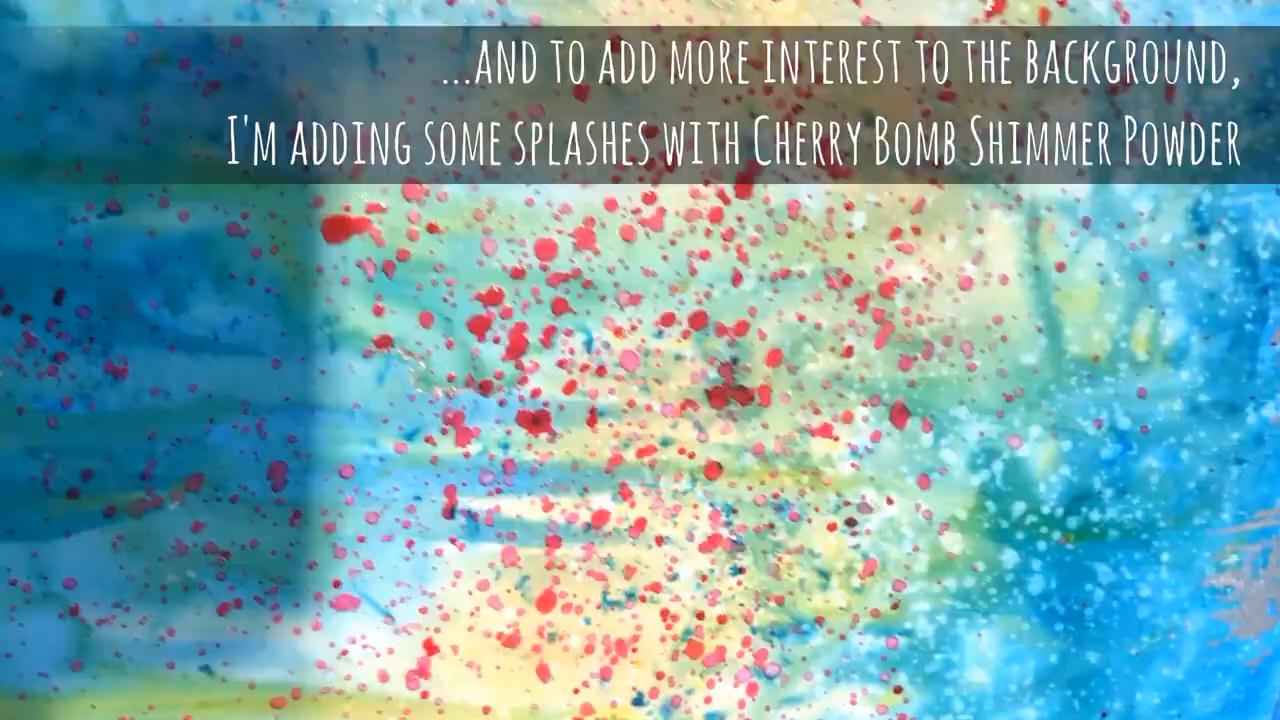 ...and to add more interest to the background,
I'm adding some splashes with Cherry Bomb Shimmer Powder